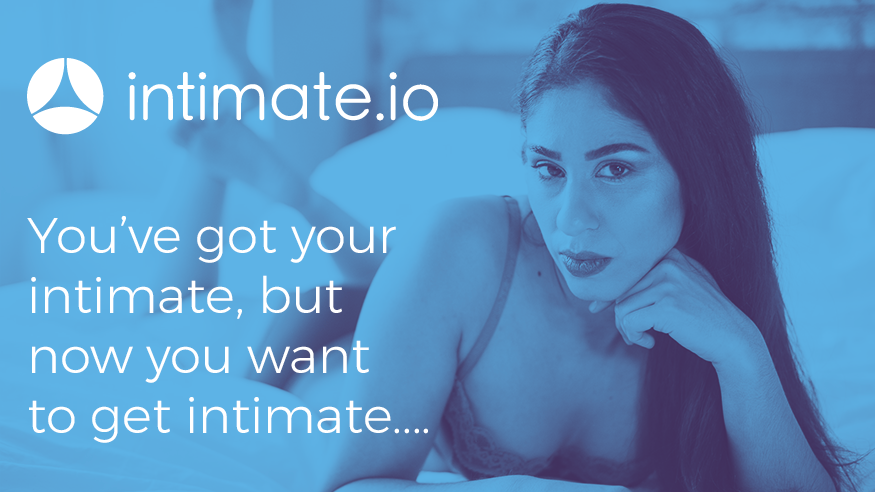 intimate.io
You’ve got your
intimate, but
now you want
to get intimate....